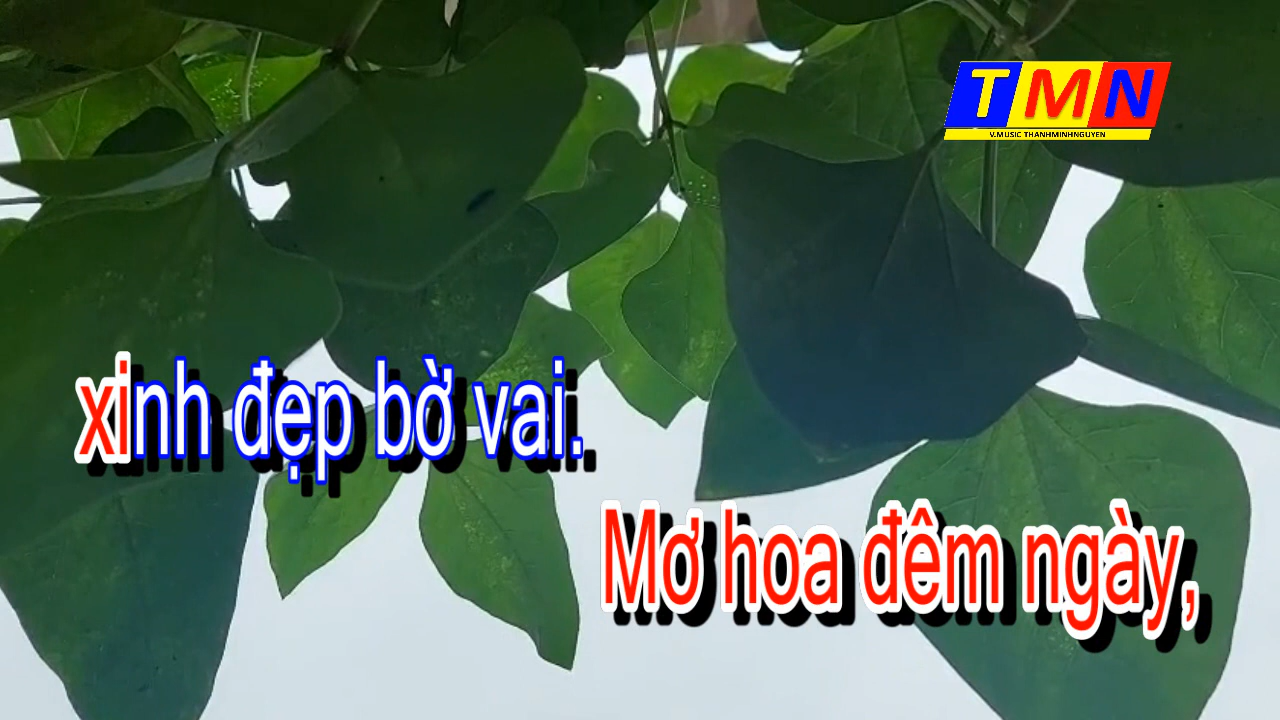 TMN
V.MUSIC THANHMINHNGUYEN
xinh đẹp bờ vai.
Mơ hoa đêm ngày,